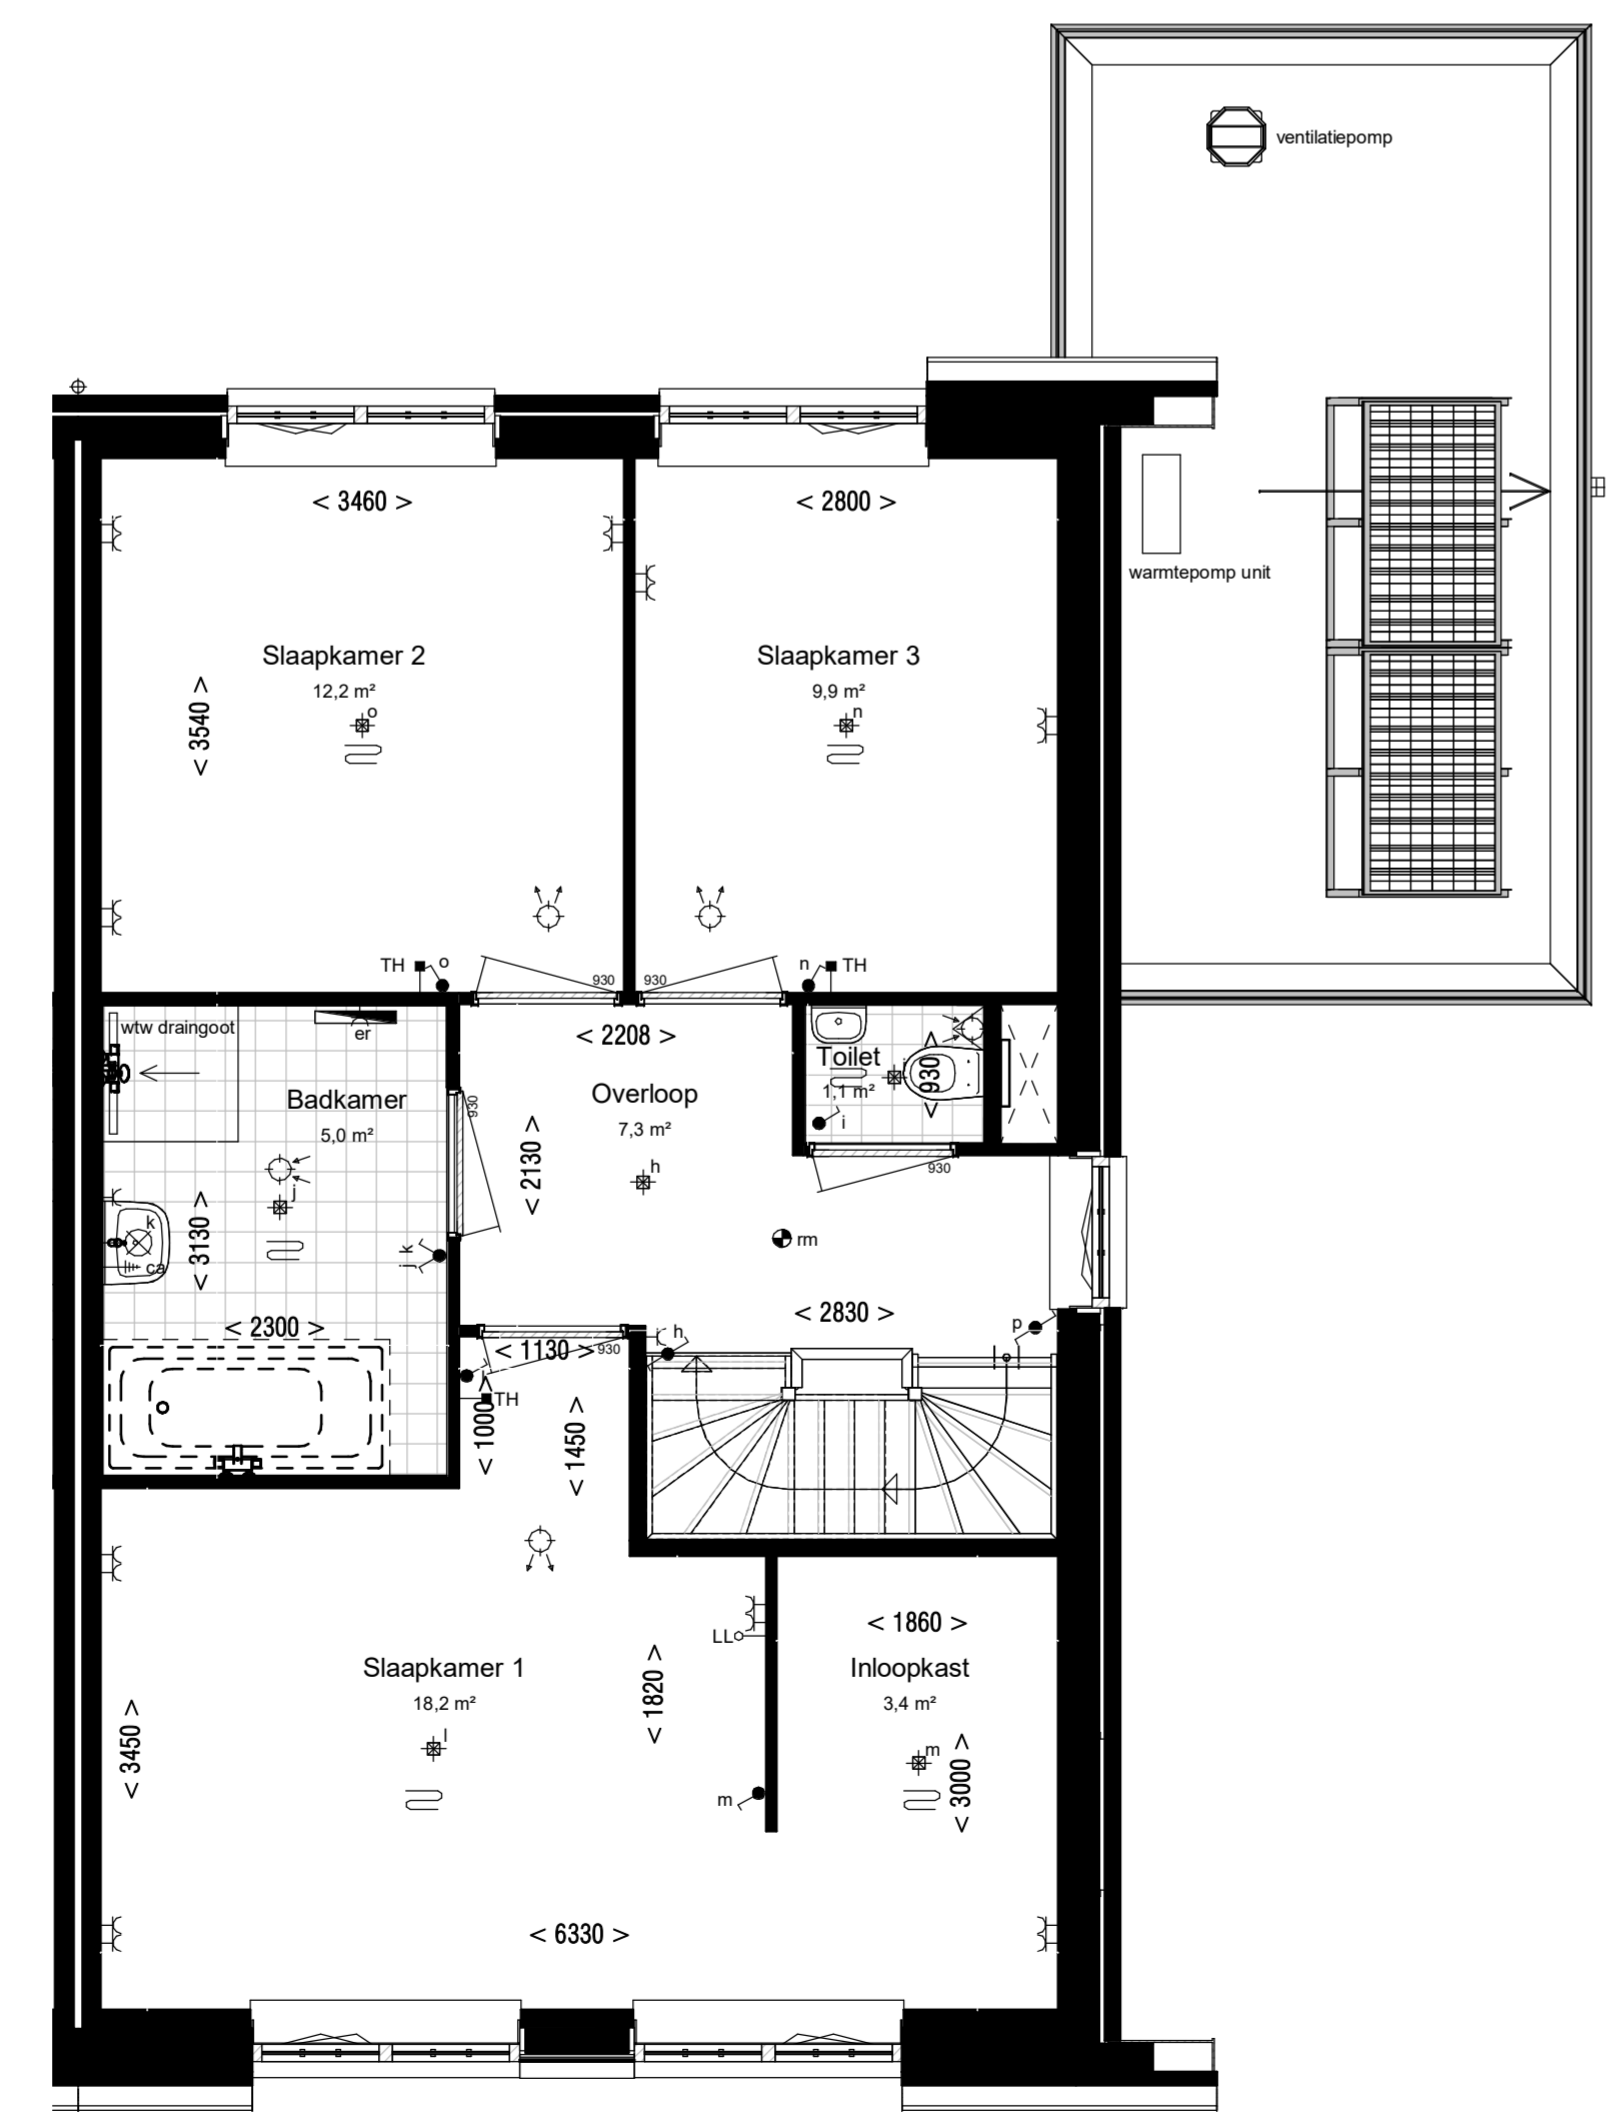 ventilatiepomp
< 3460 >
< 2800 >
warmtepomp unit
Slaapkamer 2
12,2 m²
o
Slaapkamer 3
9,9 m²
n
< 3540 >
TH
o
930
930
n
TH
wtw draingoot
er
< 2208 >
Toilet
1,1 m²
< 930 >
i
930
Badkamer
5,0 m²
930
Overloop
7,3 m²
h
< 2130 >
j
k
ca
< 3130 >
j k
rm
< 2300 >
< 2830 >
p
h
< 1130 >
930
TH
< 1000 >
< 1450 >
< 1860 >
LL
Slaapkamer 1
18,2 m²
l
Inloopkast
3,4 m²
m
< 1820 >
< 3450 >
< 3000 >
m
< 6330 >